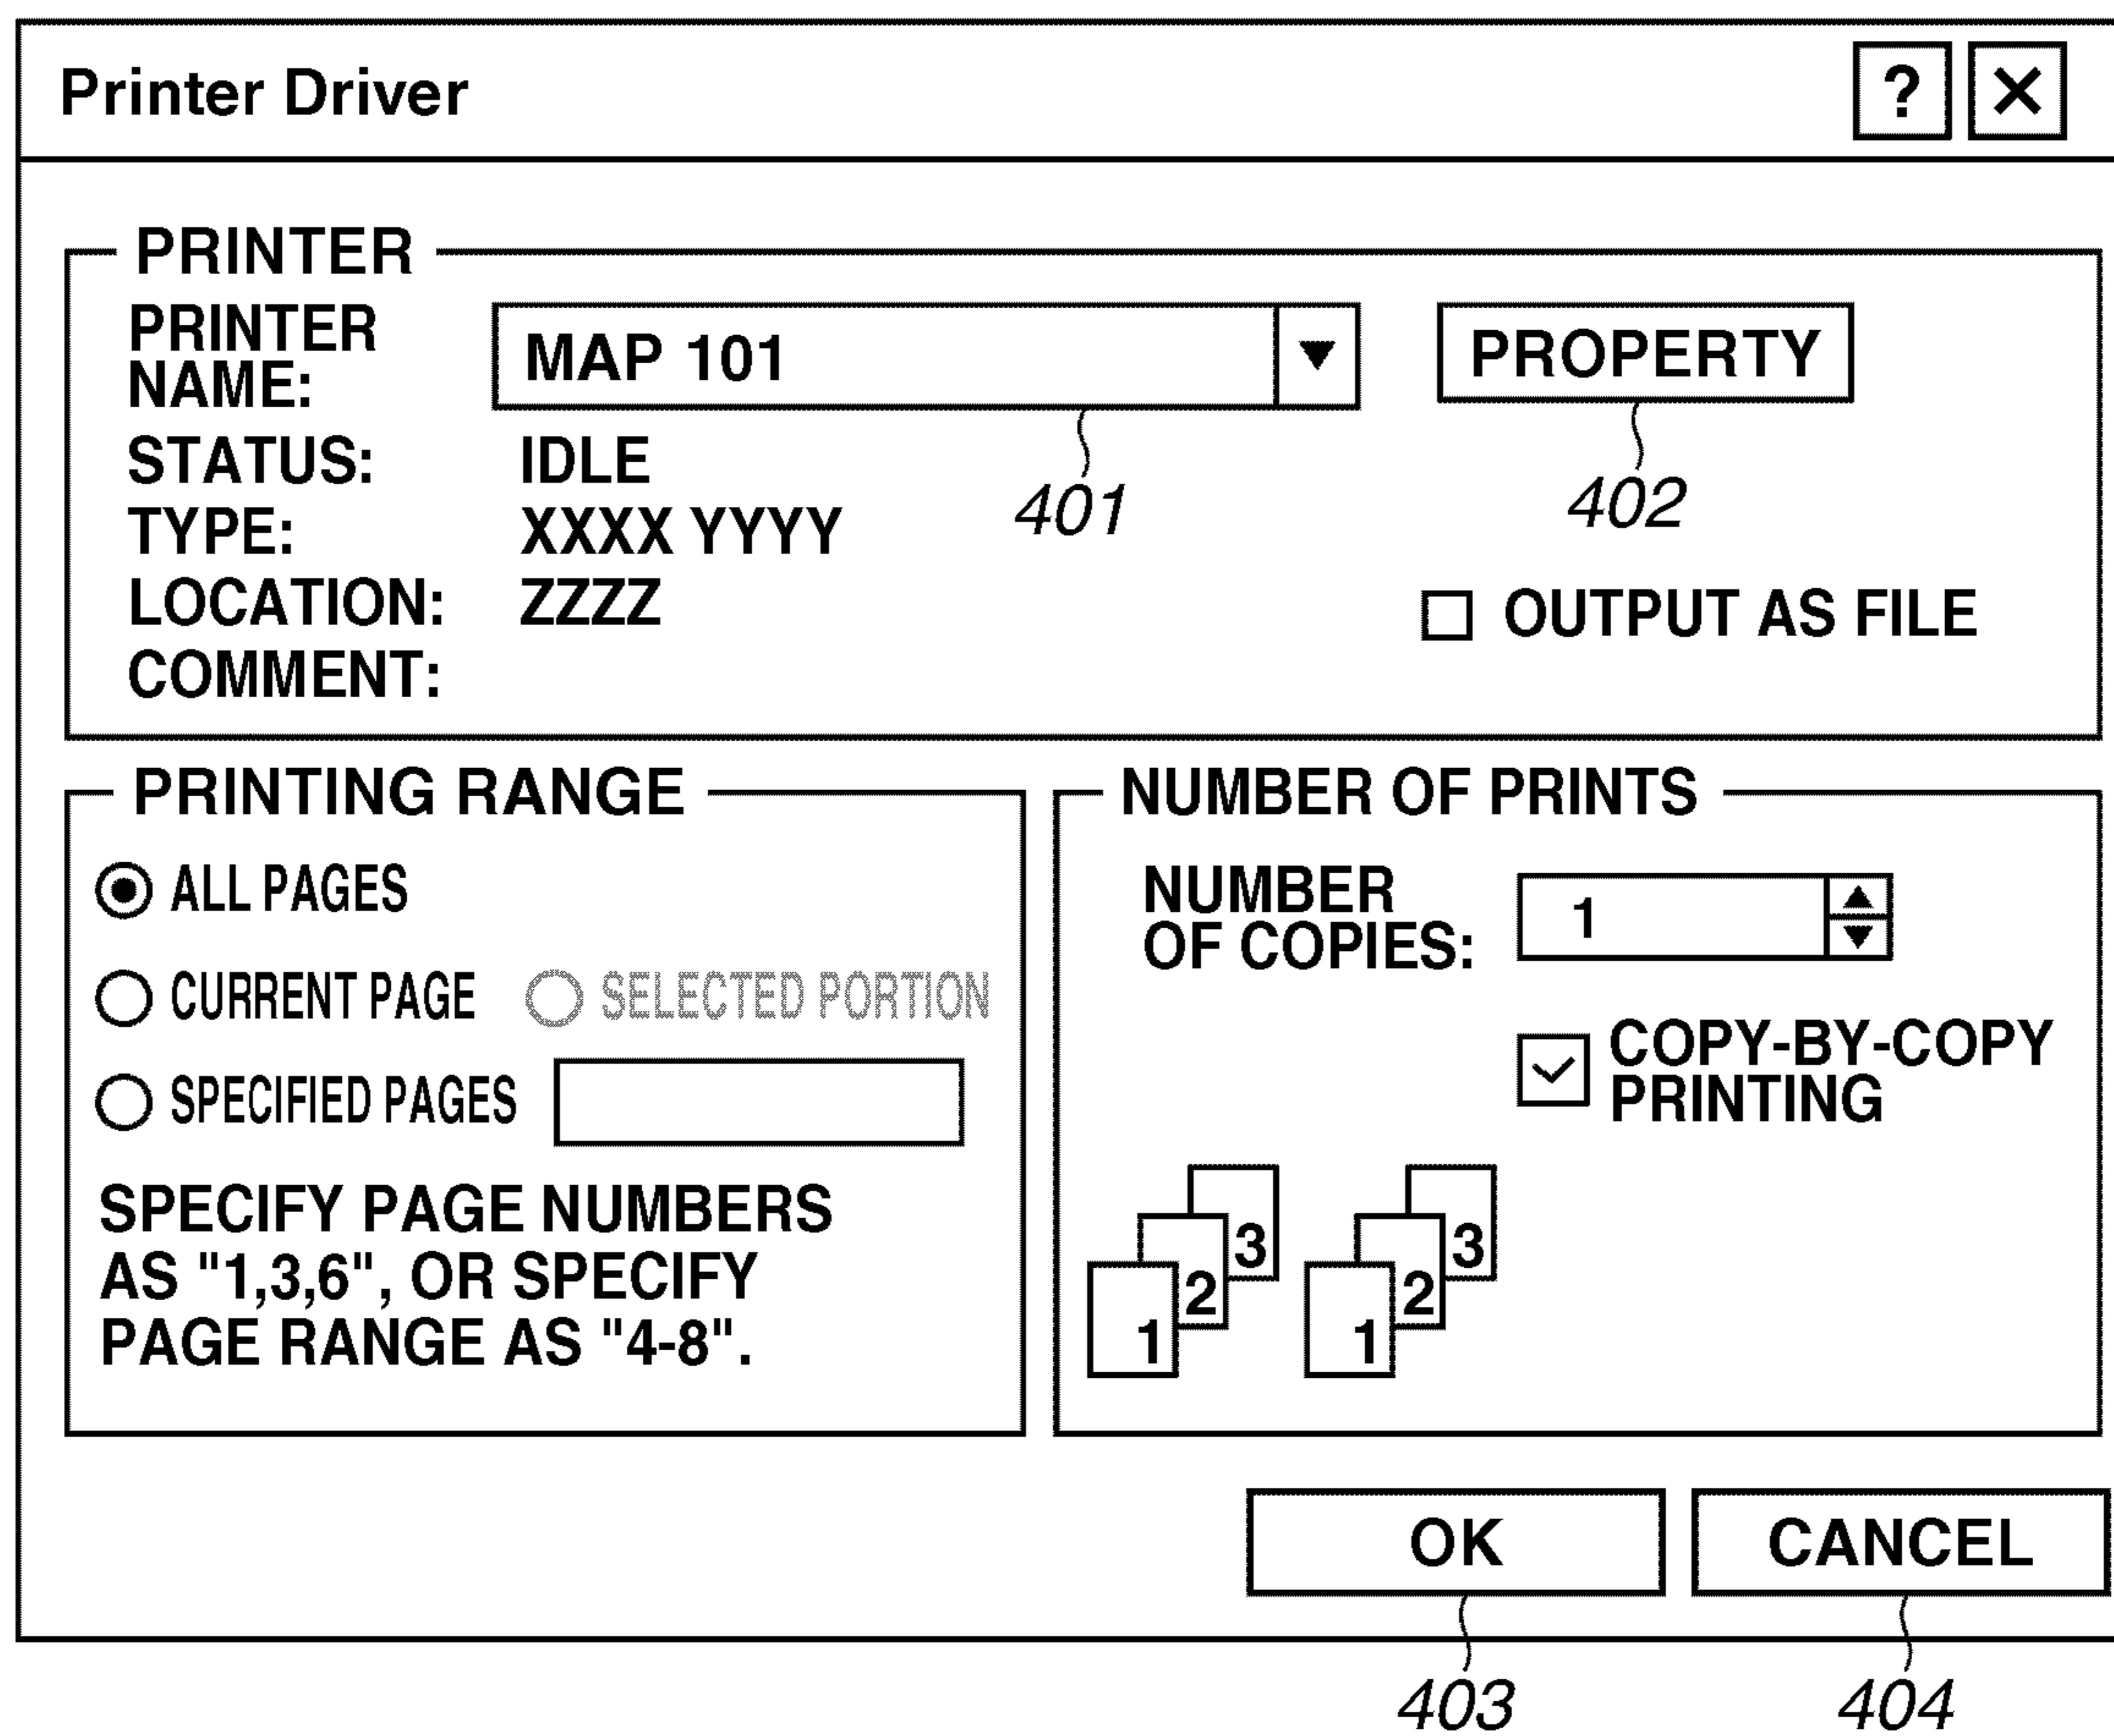 Printer Driver ? ×
PRINTER
PRINTER
NAME:
MAP 101
PROPERTY
401
402
STATUS: IDLE
TYPE: XXXX YYYY
LOCATION: ZZZZ
COMMENT:
OUTPUT AS FILE
PRINTING RANGE
ALL PAGES
CURRENT PAGE
SELECTED PORTION
SPECIFIED PAGES
SPECIFY PAGE NUMBERS
AS "1,3,6", OR SPECIFY
PAGE RANGE AS "4-8".
NUMBER OF PRINTS
NUMBER
OF COPIES:
1
COPY-BY-COPY
PRINTING
1
2
3
1
2
3
OK
CANCEL
403
404